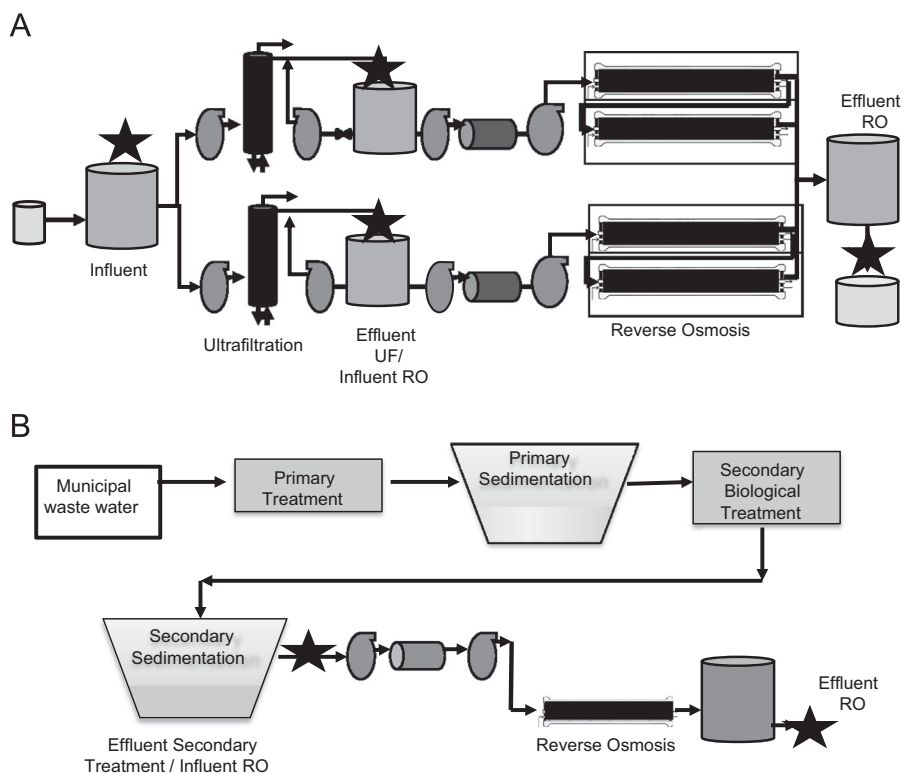 A
Influent
Ultrafiltration
Effluent
UF/
Influent RO
Reverse Osmosis
Effluent
RO
B
Municipal
waste water
Primary
Treatment
Primary
Sedimentation
Secondary
Biological
Treatment
Secondary
Sedimentation
Effluent Secondary
Treatment / Influent RO
Reverse Osmosis
Effluent
RO